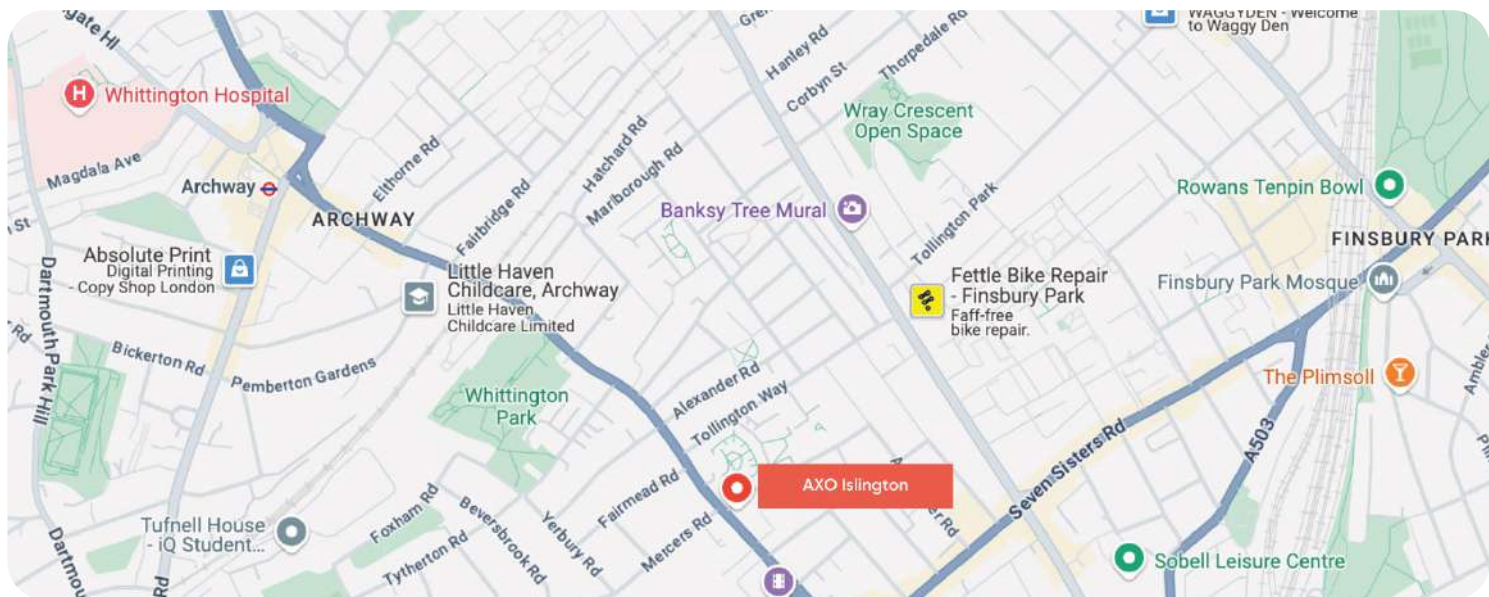 gate Hl
Whittington Hospital
Magdala Ave
Archway
ARCHWAY
Elthorne Rd
Fairbridge Rd
Hatchard Rd
Marlborough Rd
Hanley Rd
Corbyn St
Thorpedale Rd
WAGGYDEN - Welcome
to Waggy Den
Wray Crescent
Open Space
Banksy Tree Mural
Tollington Park
Rowans Tenpin Bowl
FINSBURY PARK
Finsbury Park Mosque
Absolute Print
Digital Printing
- Copy Shop London
Little Haven
Childcare, Archway
Little Haven
Childcare Limited
Fettle Bike Repair
- Finsbury Park
Faff-free
bike repair.
Dartmouth Park Hill
Bickerton Rd
Pemberton Gardens
Whittington
Park
Alexander Rd
Tollington Way
The Plimsoll
A503
Seven Sisters Rd
AXO Islington
Fairmead Rd
Mercers Rd
Yerbury Rd
Beversbrook Rd
Foxham Rd
Tytherton Rd
Tufnell House
- iQ Student...
Sobell Leisure Centre
Rd